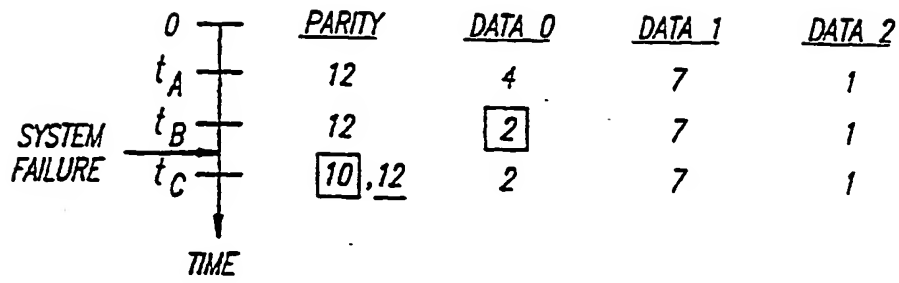 0 PARITY DATA 0 DATA 1 DATA 2
tA 12 4 7 1
tB 12 2 7 1
SYSTEM FAILURE
tC 10,12 2 7 1
TIME